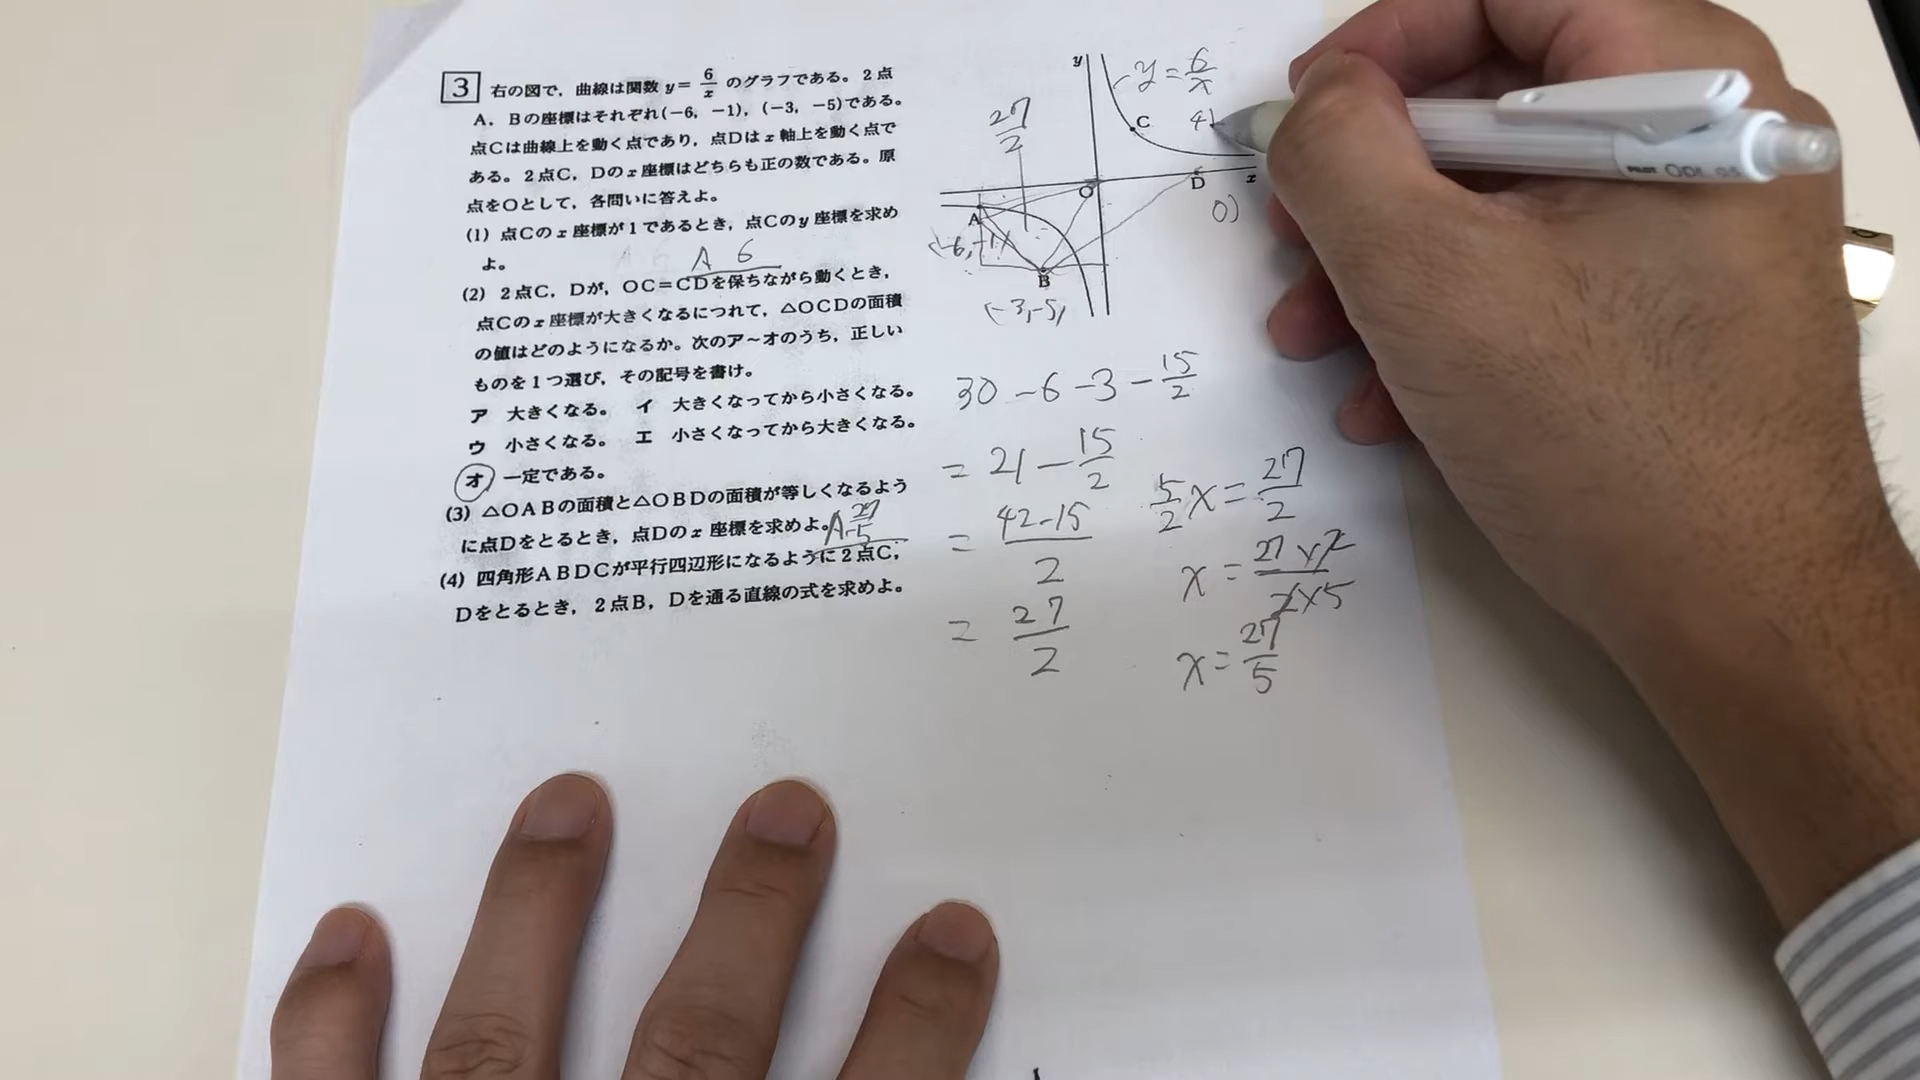 3 右の図で，曲線は関数 y＝6/x のグラフである。２点
Ａ，Ｂの座標はそれぞれ(−6，−1)，(−3，−5)である。
点Ｃは曲線上を動く点であり，点Ｄは x 軸上を動く点で
ある。２点Ｃ，Ｄの x 座標はどちらも正の数である。原
点をＯとして，各問いに答えよ。
(1) 点Ｃの x 座標が１であるとき，点Ｃの y 座標を求め
よ。
A 6
(2) ２点Ｃ，Ｄが，ＯＣ＝ＣＤを保ちながら動くとき，
点Ｃの x 座標が大きくなるにつれて，△ＯＣＤの面積
の値はどのようになるか。次のア～オのうち，正しい
ものを１つ選び，その記号を書け。
ア 大きくなる。 イ 大きくなってから小さくなる。
ウ 小さくなる。 エ 小さくなってから大きくなる。
オ 一定である。
(3) △ＯＡＢの面積と△ＯＢＤの面積が等しくなるよう
に点Ｄをとるとき，点Ｄの x 座標を求めよ。
A 27/5
(4) 四角形ＡＢＤＣが平行四辺形になるように２点Ｃ，
Ｄをとるとき，２点Ｂ，Ｄを通る直線の式を求めよ。
y
y=6/x
27/2
C
4
O
D
x
0)
A
(-6,-1)
B
(-3,-5)
30-6-3-15/2
=21-15/2
=42-15/2
=27/2
5/2x=27/2
x=27×2/2×5
x=27/5
PILOT Opt. 0.5